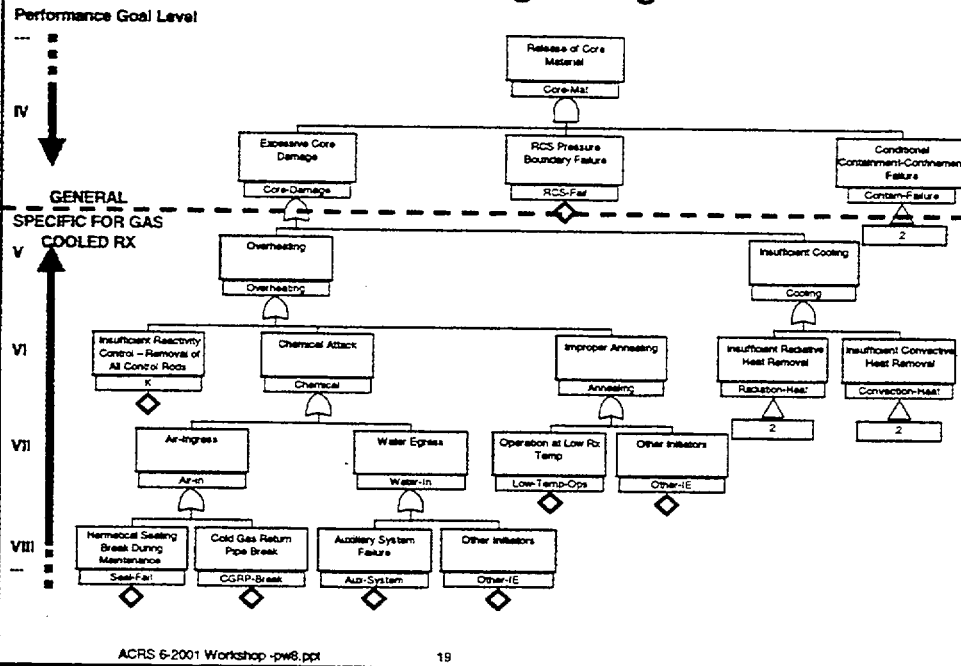 Performance Goal Level
---
Release of Core
Material
Core-Mat
IV
Excessive Core
Damage
Core-Damage
RCS Pressure
Boundary Failure
RCS-Fail
Conditional
Containment-Confinement
Failure
Contam-Failure
2
GENERAL
SPECIFIC FOR GAS
COOLED RX
V
Overheating
Overheating
Insufficient Cooling
Cooling
VI
Insufficient Reactivity
Control – Removal of
All Control Rods
K
Chemical Attack
Chemical
Improper Annealing
Annealing
Insufficient Radiative
Heat Removal
Radiation-Heat
2
Insufficient Convective
Heat Removal
Convection-Heat
2
VII
Air-Ingress
Air-in
Water Egress
Water-In
Operation at Low Rx
Temp
Low-Temp-Ops
Other Initiators
Other-IE
VIII
Hermetical Sealing
Break During
Maintenance
Seal-Fail
Cold Gas Return
Pipe Break
CGRP-Break
Auxiliary System
Failure
Aux-System
Other Initiators
Other-IE
---
ACRS 6-2001 Workshop -pw8.ppt
19